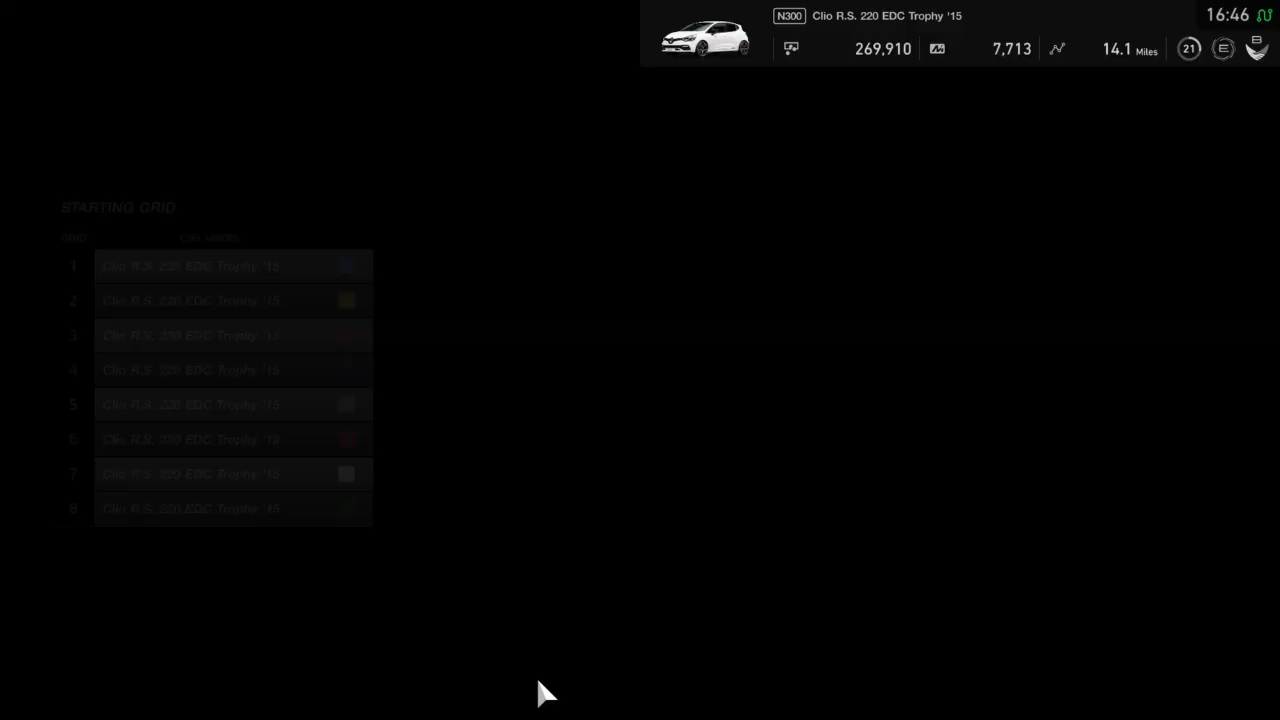 N300 Clio R.S. 220 EDC Trophy '15
16:46
269,910 7,713 14.1 Miles 21 E B
STARTING GRID
GRID CAR MODEL
1 Clio R.S. 220 EDC Trophy '15
2 Clio R.S. 220 EDC Trophy '15
3 Clio R.S. 220 EDC Trophy '15
4 Clio R.S. 220 EDC Trophy '15
5 Clio R.S. 220 EDC Trophy '15
6 Clio R.S. 220 EDC Trophy '15
7 Clio R.S. 220 EDC Trophy '15
8 Clio R.S. 220 EDC Trophy '15